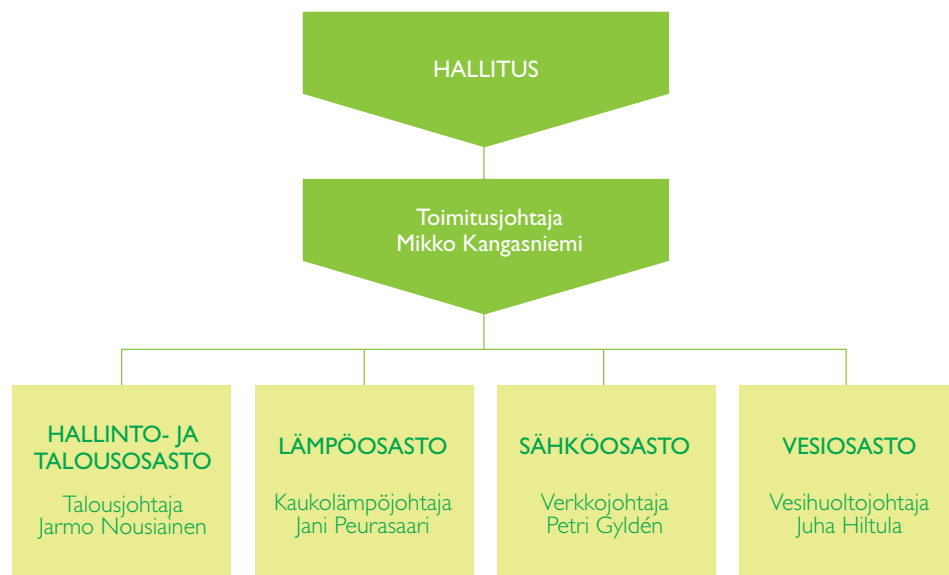 HALLITUS
Toimitusjohtaja
Mikko Kangasniemi
HALLINTO- JA
TALOUSOSASTO
Talousjohtaja
Jarmo Nousiainen
LÄMPÖOSASTO
Kaukolämpöjohtaja
Jani Peurasaari
SÄHKÖOSASTO
Verkkojohtaja
Petri Gyldén
VESIOSASTO
Vesihuoltojohtaja
Juha Hiltula